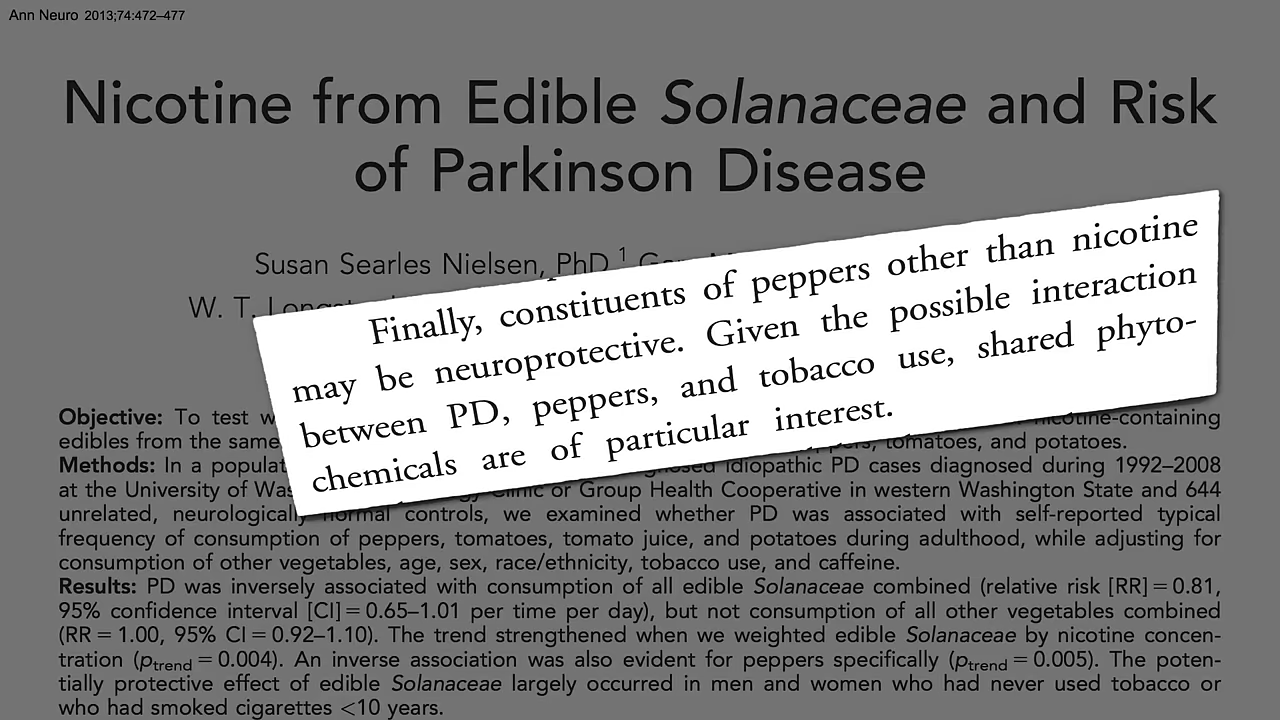 Ann Neuro 2013;74:472–477
Nicotine from Edible Solanaceae and Risk
of Parkinson Disease
Susan Searles Nielsen, PhD,1
W. T.
Finally, constituents of peppers other than nicotine
may be neuroprotective. Given the possible interaction
between PD, peppers, and tobacco use, shared phyto-
chemicals are of particular interest.
Objective: To test nicotine-containing
edibles from the same tomatoes, and potatoes.
Methods: In a idiopathic PD cases diagnosed during 1992–2008
at the University of Clinic or Group Health Cooperative in western Washington State and 644
unrelated, neurologically normal controls, we examined whether PD was associated with self-reported typical
frequency of consumption of peppers, tomatoes, tomato juice, and potatoes during adulthood, while adjusting for
consumption of other vegetables, age, sex, race/ethnicity, tobacco use, and caffeine.
Results: PD was inversely associated with consumption of all edible Solanaceae combined (relative risk [RR] = 0.81,
95% confidence interval [CI] = 0.65–1.01 per time per day), but not consumption of all other vegetables combined
(RR = 1.00, 95% CI = 0.92–1.10). The trend strengthened when we weighted edible Solanaceae by nicotine concen-
tration (ptrend = 0.004). An inverse association was also evident for peppers specifically (ptrend = 0.005). The poten-
tially protective effect of edible Solanaceae largely occurred in men and women who had never used tobacco or
who had smoked cigarettes <10 years.